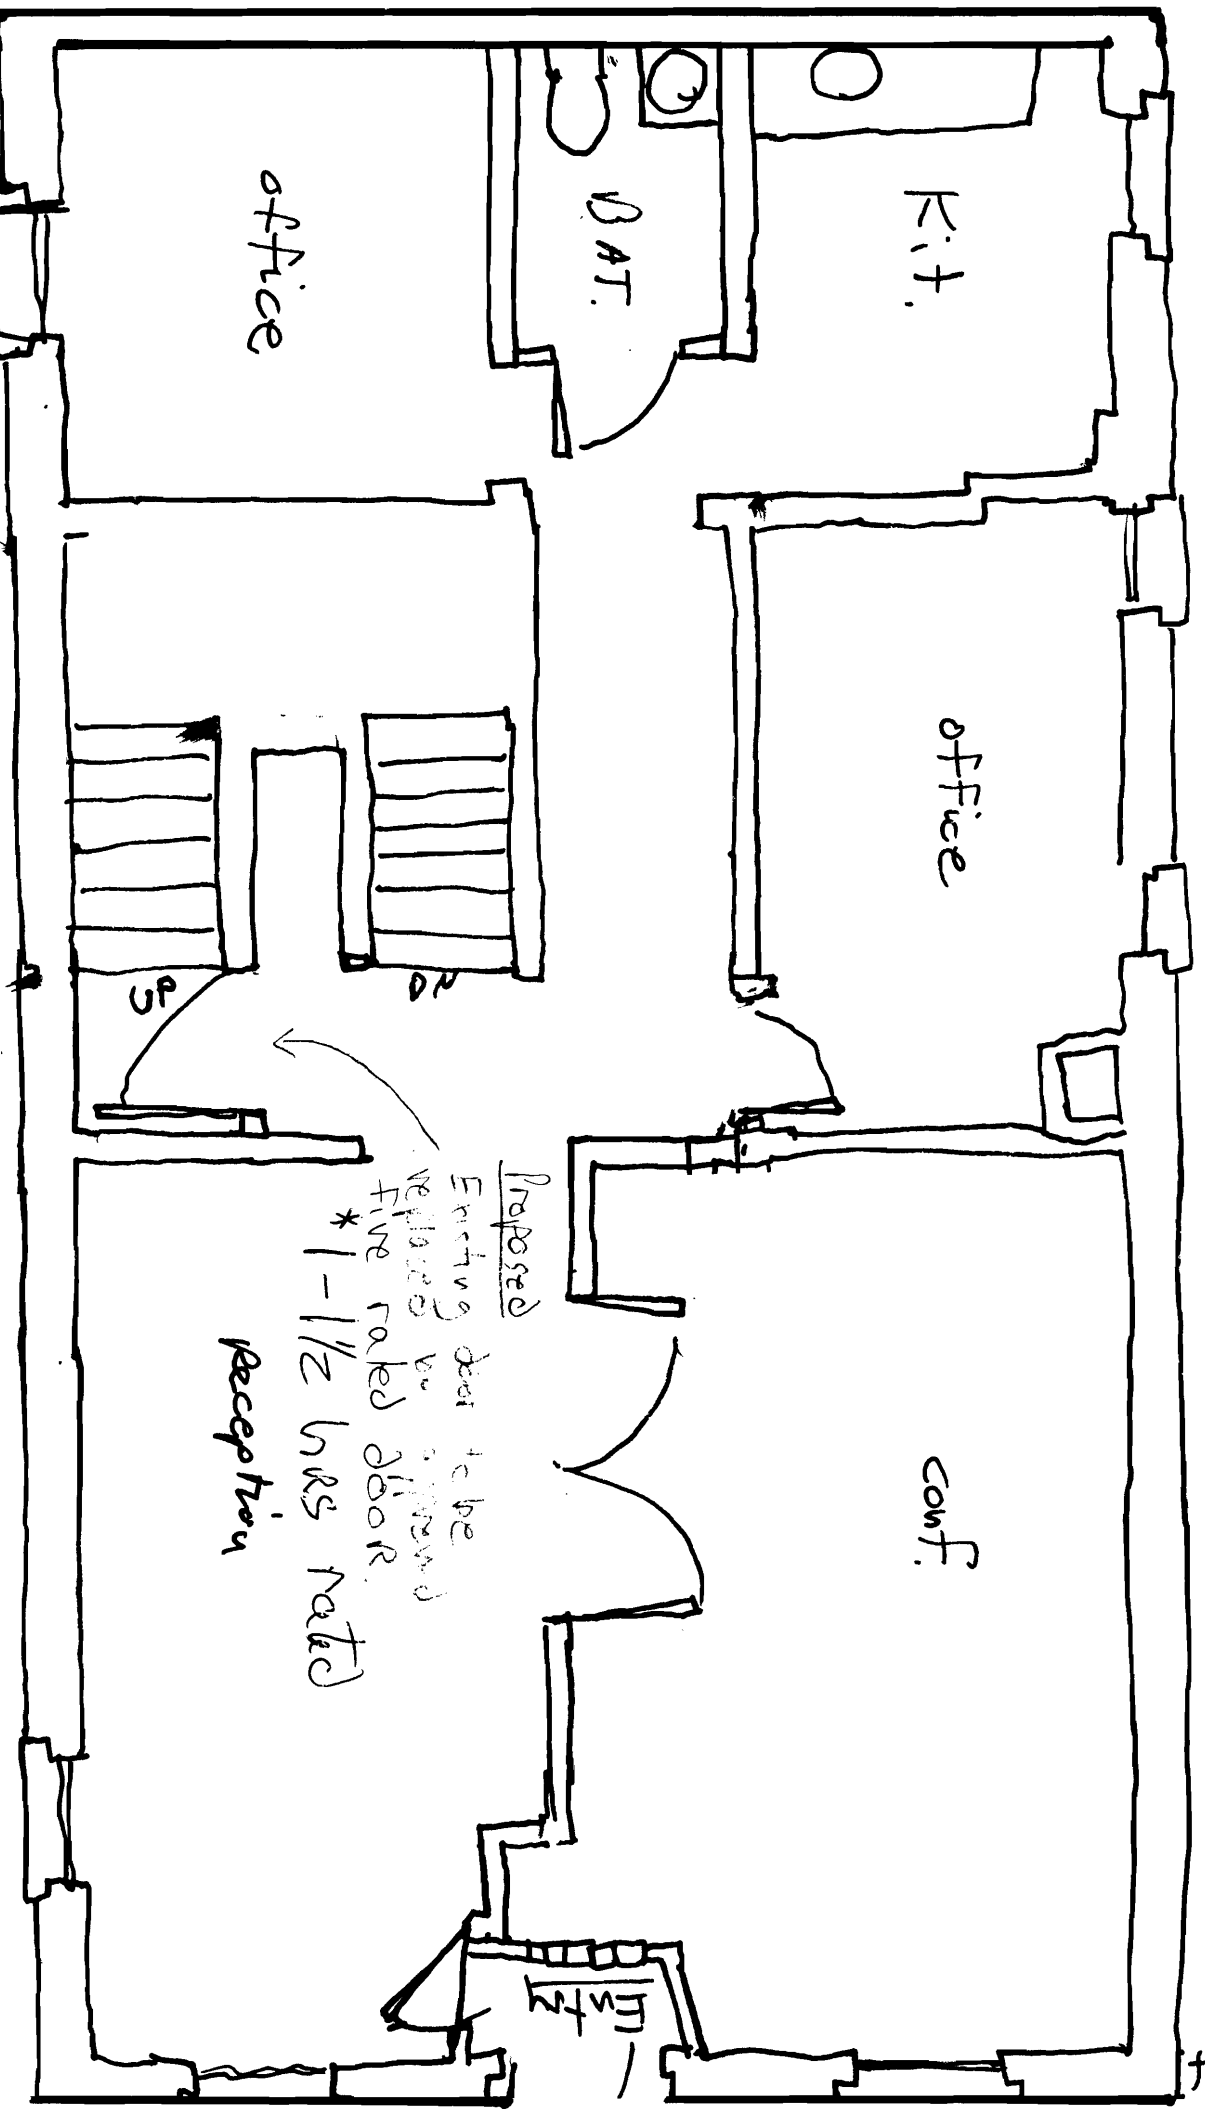 office
BAT.
Kit.
office
UP
DN
Proposed
Existing door to be
replaced w/
fire rated door.
*1-1/2 hrs rated
Reception
Conf.
Entry